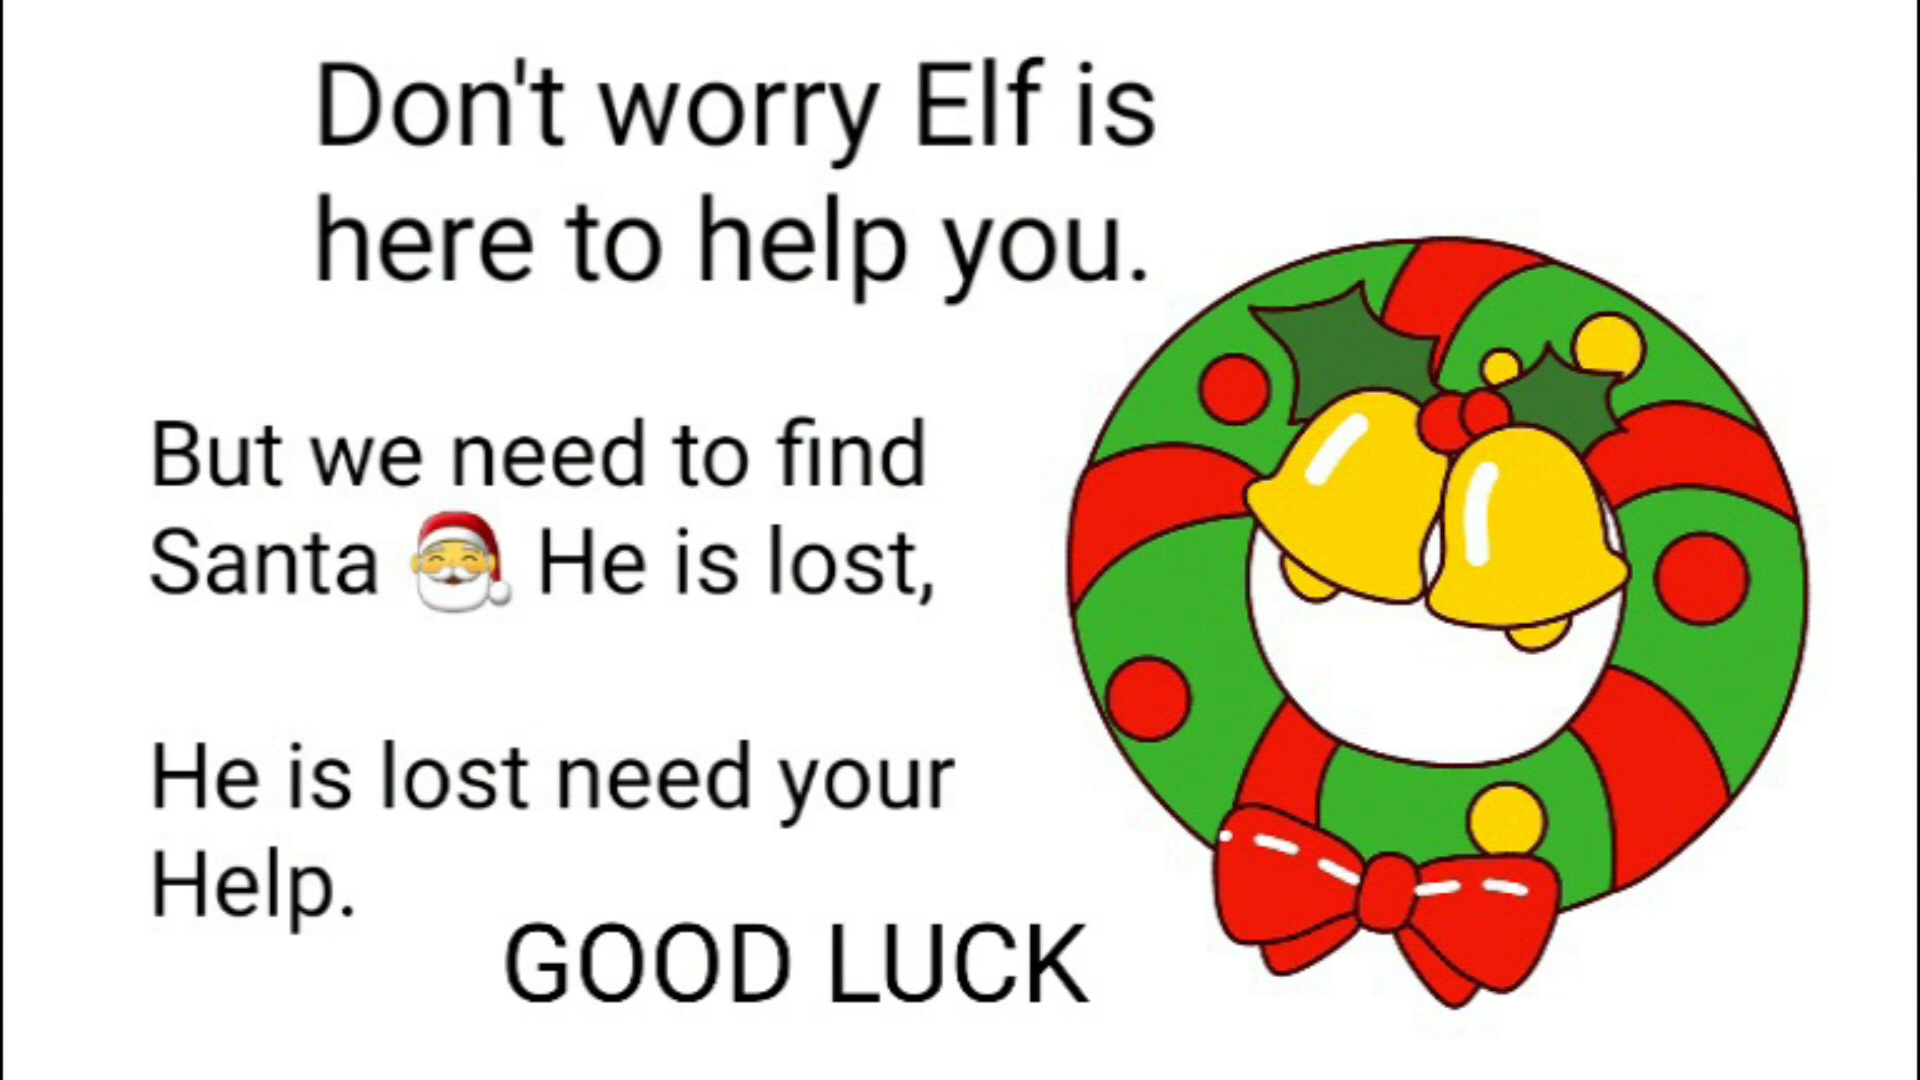 Don't worry Elf is
here to help you.
But we need to find
Santa 🎅 He is lost,
He is lost need your
Help.
GOOD LUCK